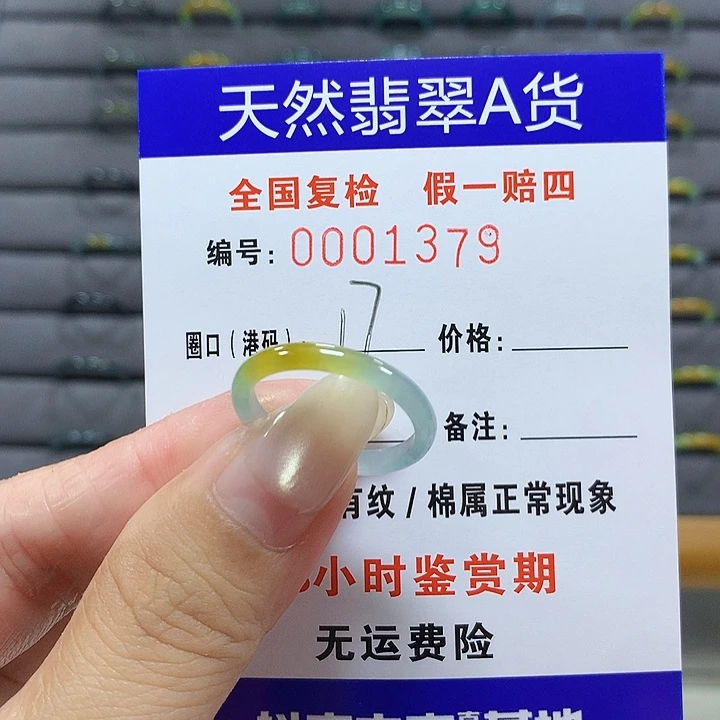 天然翡翠A货
全国复检 假一赔四
编号: 0001379
圈口(港码) 17 价格:
备注:
有纹/棉属正常现象
小时鉴赏期
无运费险